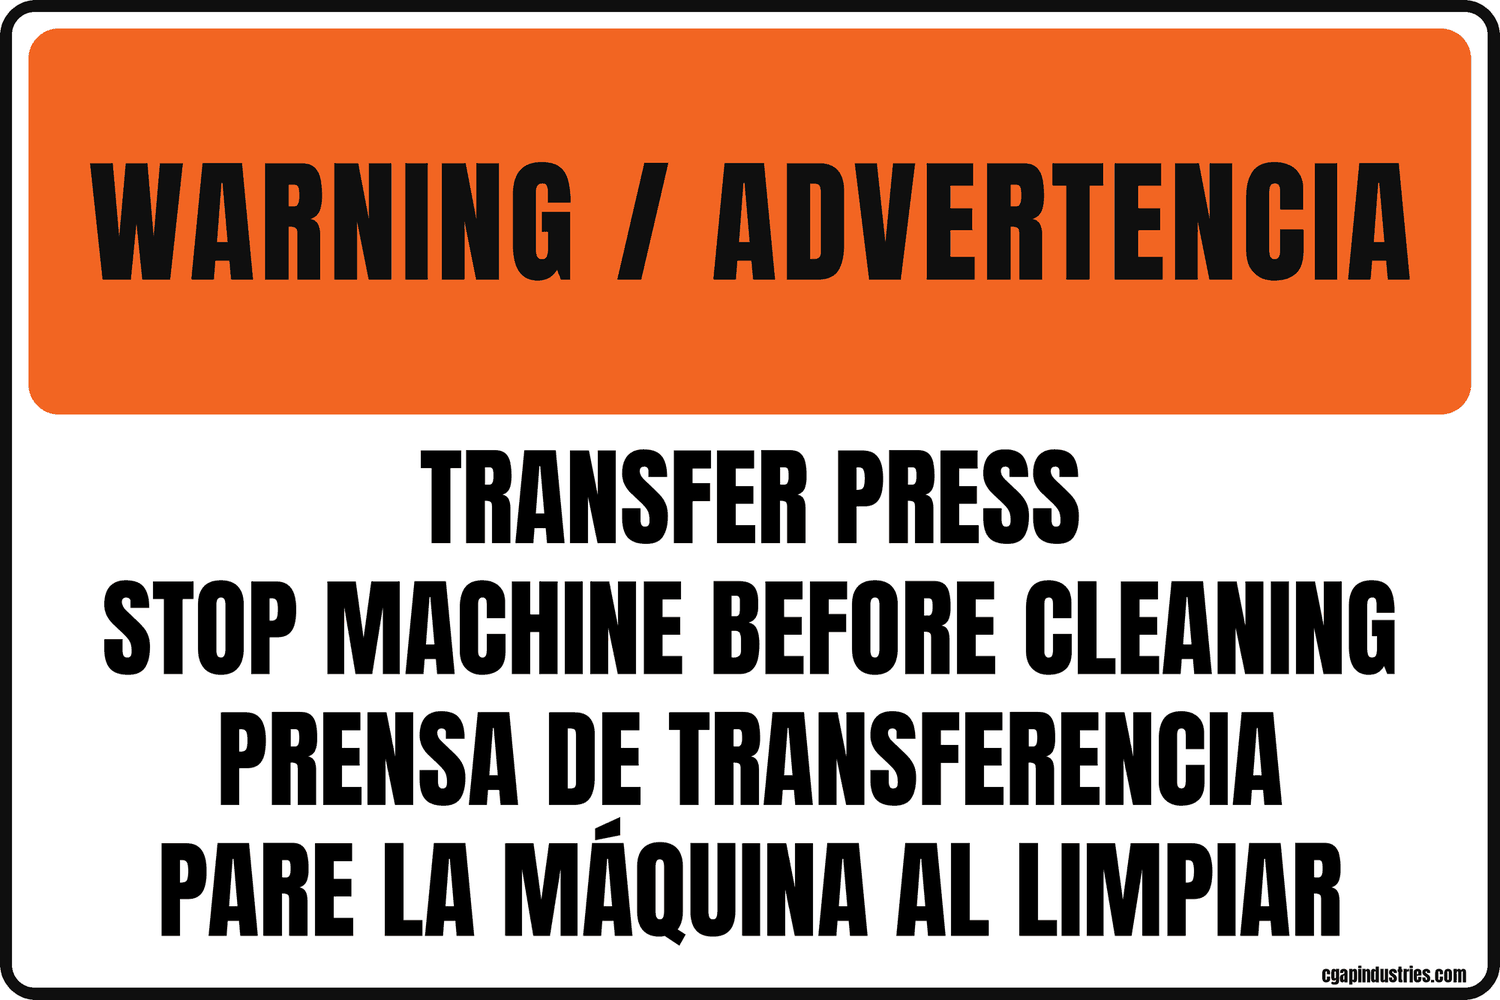 WARNING / ADVERTENCIA
TRANSFER PRESS
STOP MACHINE BEFORE CLEANING
PRENSA DE TRANSFERENCIA
PARE LA MÁQUINA AL LIMPIAR
cgapindustries.com